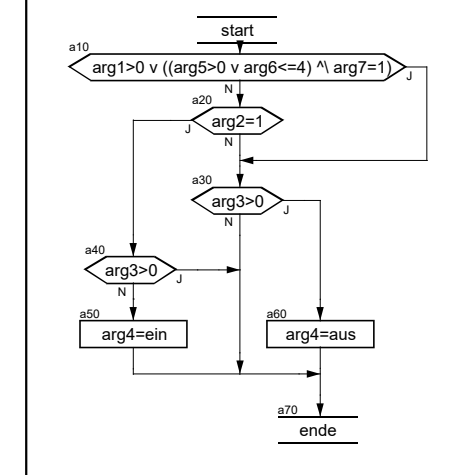 start
a10
arg1>0 v ((arg5>0 v arg6<=4) ^\ arg7=1)
J
N
a20
arg2=1
J
N
a30
arg3>0
J
N
a40
arg3>0
J
N
a50
arg4=ein
a60
arg4=aus
a70
ende